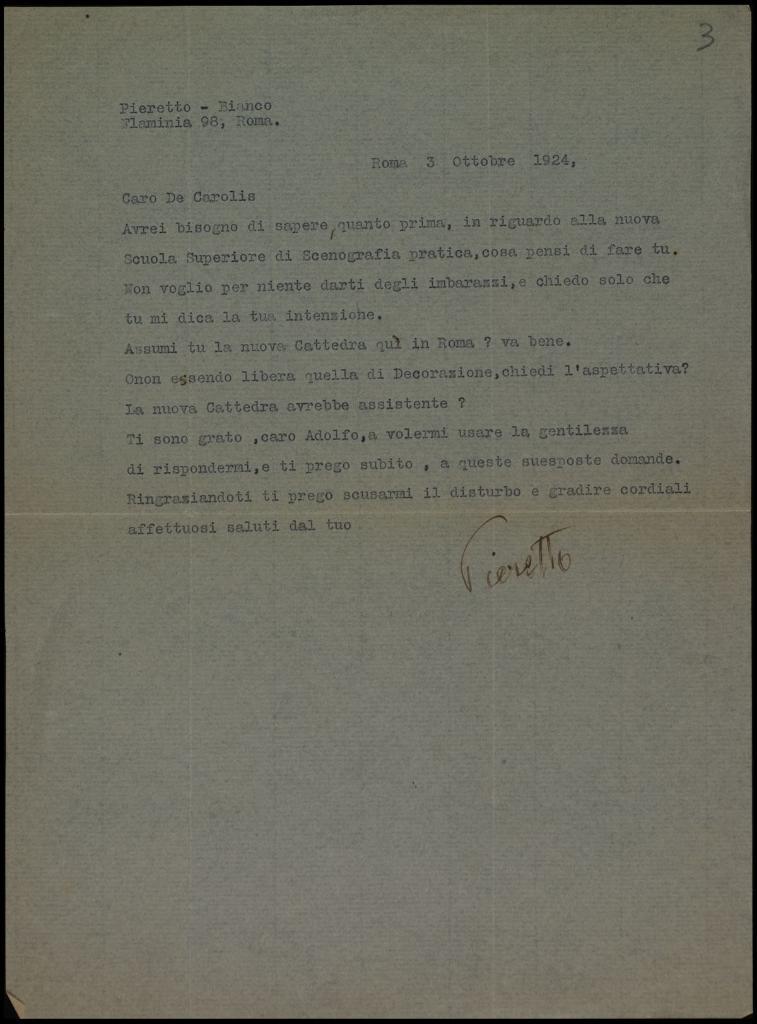 3
Pieretto - Bianco
Flaminia 98, Roma.
Roma 3 Ottobre 1924,
Caro De Carolis
Avrei bisogno di sapere,quanto prima, in riguardo alla nuova
Scuola Superiore di Scenografia pratica,cosa pensi di fare tu.
Non voglio per niente darti degli imbarazzi,e chiedo solo che
tu mi dica la tua intenzione.
Assumi tu la nuova Cattedra quì in Roma ? va bene.
Onon essendo libera quella di Decorazione,chiedi l'aspettativa?
La nuova Cattedra avrebbe assistente ?
Ti sono grato ,caro Adolfo,a volermi usare la gentilezza
di rispondermi,e ti prego subito , a queste suesposte domande.
Ringraziandoti ti prego scusarmi il disturbo e gradire cordiali
affettuosi saluti dal tuo
Pieretto